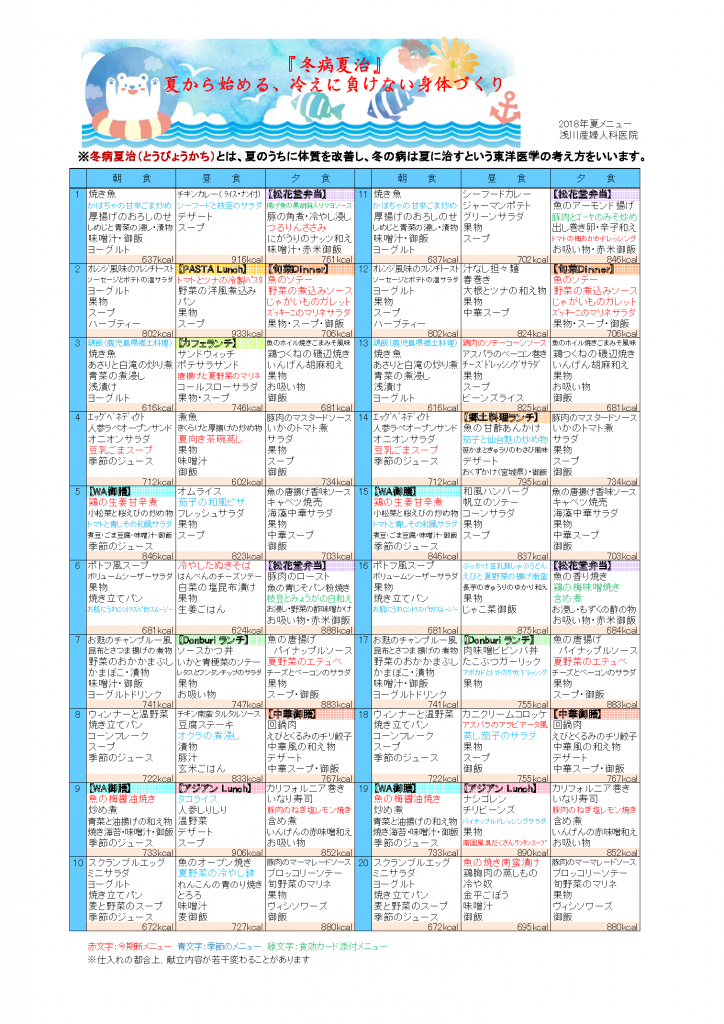 『冬病夏治』
夏から始める、冷えに負けない身体づくり
2018年夏メニュー
浅川産婦人科医院
※冬病夏治(とうびょうかち)とは、夏のうちに体質を改善し、冬の病は夏に治すという東洋医学の考え方をいいます。
朝 食 昼 食 夕 食 朝 食 昼 食 夕 食
1
焼き魚
かぼちゃの甘辛ごま炒め
厚揚げのおろしのせ
しめじと青菜の浸し・漬物
味噌汁・御飯
ヨーグルト
637kcal
チキンカレー(ライス・ナン付)
シーフードと枝豆のサラダ
デザート
スープ
916kcal
【松花堂弁当】
揚げ魚の黒胡麻入りマヨソース
豚の角煮・冷やし浸し
つるりんささみ
にがうりのナッツ和え
味噌汁・赤米御飯
761kcal
11
焼き魚
かぼちゃの甘辛ごま炒め
厚揚げのおろしのせ
しめじと青菜の浸し・漬物
味噌汁・御飯
ヨーグルト
637kcal
シーフードカレー
ジャーマンポテト
グリーンサラダ
果物
スープ
702kcal
【松花堂弁当】
魚のアーモンド揚げ
豚肉とゴーヤのみそ炒め
出し巻き卵・辛子和え
トマトの梅おかかドレッシング
お吸い物・赤米御飯
846kcal
2
オレンジ風味のフレンチトースト
ソーセージとポテトの温サラダ
ヨーグルト
果物
スープ
ハーブティー
802kcal
【PASTA Lunch】
トマトとツナの冷製パスタ
野菜の洋風煮込み
パン
果物
スープ
933kcal
【旬菜Dinner】
魚のソテー
野菜の煮込みソース
じゃがいものガレット
ズッキーニのマリネサラダ
果物・スープ・御飯
706kcal
12
オレンジ風味のフレンチトースト
ソーセージとポテトの温サラダ
ヨーグルト
果物
スープ
ハーブティー
802kcal
汁なし担々麺
春巻き
大根とツナの和え物
果物
中華スープ
824kcal
【旬菜Dinner】
魚のソテー
野菜の煮込みソース
じゃがいものガレット
ズッキーニのマリネサラダ
果物・スープ・御飯
706kcal
3
鶏飯(鹿児島県郷土料理)
焼き魚
あさりと白滝の炒り煮
青菜の煮浸し
浅漬け
ヨーグルト
616kcal
【カフェランチ】
サンドウィッチ
ポテサラサンド
唐揚げと夏野菜のマリネ
コールスローサラダ
果物・スープ
746kcal
魚のホイル焼きごまみそ風味
鶏つくねの磯辺焼き
いんげん胡麻和え
果物
お吸い物
御飯
681kcal
13
鶏飯(鹿児島県郷土料理)
焼き魚
あさりと白滝の炒り煮
青菜の煮浸し
浅漬け
ヨーグルト
616kcal
鶏肉のソテーコーンソース
アスパラのベーコン巻き
チーズドレッシングサラダ
果物
スープ
ビーンズライス
825kcal
魚のホイル焼きごまみそ風味
鶏つくねの磯辺焼き
いんげん胡麻和え
果物
お吸い物
御飯
681kcal
4
エッグベネディクト
人参ラペオープンサンド
オニオンサラダ
豆乳ごまスープ
季節のジュース
712kcal
煮魚
きくらげと厚揚げの炒め物
夏向き茶碗蒸し
果物
味噌汁
御飯
602kcal
豚肉のマスタードソース
いかのトマト煮
サラダ
果物
スープ
御飯
734kcal
14
エッグベネディクト
人参ラペオープンサンド
オニオンサラダ
豆乳ごまスープ
季節のジュース
712kcal
【郷土料理ランチ】
魚の甘酢あんかけ
茄子と仙台麩の炒め物
笹かまときゅうりのわさび風味
デザート
おくずかけ(宮城県)・御飯
795kcal
豚肉のマスタードソース
いかのトマト煮
サラダ
果物
スープ
御飯
734kcal
5
【WA御膳】
鶏の生姜甘辛煮
小松菜と桜えびの炒め物
トマトと青しその和風サラダ
煮豆・ごま豆腐・味噌汁・御飯
季節のジュース
846kcal
オムライス
茄子の和風ピザ
フレッシュサラダ
果物
スープ
823kcal
魚の唐揚げ香味ソース
キャベツ焼売
海藻中華サラダ
果物
中華スープ
御飯
703kcal
15
【WA御膳】
鶏の生姜甘辛煮
小松菜と桜えびの炒め物
トマトと青しその和風サラダ
煮豆・ごま豆腐・味噌汁・御飯
季節のジュース
845kcal
和風ハンバーグ
帆立のソテー
コーンサラダ
果物
スープ
御飯
837kcal
魚の唐揚げ香味ソース
キャベツ焼売
海藻中華サラダ
果物
中華スープ
御飯
703kcal
6
ポトフ風スープ
ボリュームシーザーサラダ
果物
焼き立てパン
681kcal
冷やしたぬきそば
はんぺんのチーズソテー
白菜の塩昆布漬け
果物
生姜ごはん
874kcal
【松花堂弁当】
豚肉のロースト
魚の青じそパン粉焼き
枝豆とみょうがの白和え
お浸し・野菜の酢味噌かけ
お吸い物・赤米御飯
681kcal
16
ポトフ風スープ
ボリュームシーザーサラダ
果物
焼き立てパン
681kcal
ぶっかけ豆乳豚しゃぶうどん
えびと夏野菜の揚げ南蛮
長芋のきゅうりのゆかり和え
果物
じゃこ菜御飯
675kcal
【松花堂弁当】
魚の香り焼き
鶏の梅味噌焼き
含め煮
お浸し・もずくの酢の物
お吸い物・赤米御飯
684kcal
7
お麩のチャンプルー風
昆布とさつま揚げの煮物
野菜のおかかまぶし
かまぼこ・漬物
味噌汁・御飯
ヨーグルトドリンク
741kcal
【Donburi ランチ】
ソースかつ丼
いかと青梗菜のソテー
レタスとワンタンチップのサラダ
果物
お吸い物
747kcal
魚の唐揚げ
パイナップルソース
夏野菜のエテュベ
チーズとベーコンのサラダ
果物
スープ・御飯
883kcal
17
お麩のチャンプルー風
昆布とさつま揚げの煮物
野菜のおかかまぶし
かまぼこ・漬物
味噌汁・御飯
ヨーグルトドリンク
741kcal
【Donburi ランチ】
肉味噌ビビンバ丼
たこぶつガーリック
果物
スープ
755kcal
魚の唐揚げ
パイナップルソース
夏野菜のエテュベ
チーズとベーコンのサラダ
果物
スープ・御飯
883kcal
8
ウィンナーと温野菜
焼き立てパン
コーンフレーク
スープ
季節のジュース
722kcal
チキン南蛮 タルタルソース
豆腐ステーキ
オクラの煮浸し
漬物
豚汁
玄米ごはん
833kcal
【中華御膳】
回鍋肉
えびとくるみのチリ餃子
中華風の和え物
デザート
中華スープ・御飯
767kcal
18
ウィンナーと温野菜
焼き立てパン
コーンフレーク
スープ
季節のジュース
722kcal
カニクリームコロッケ
アスパラのアラビアータ風
蒸し茄子のサラダ
果物
スープ
御飯
755kcal
【中華御膳】
回鍋肉
えびとくるみのチリ餃子
中華風の和え物
デザート
中華スープ・御飯
767kcal
9
【WA御膳】
魚の梅醤油焼き
炒め煮
青菜と油揚げの和え物
焼き海苔・味噌汁・御飯
季節のジュース
733kcal
【アジアン Lunch】
タコライス
人参しりしり
温野菜
デザート
スープ
906kcal
カリフォルニア巻き
いなり寿司
豚肉のねぎ塩レモン焼き
含め煮
いんげんの赤味噌和え
お吸い物
852kcal
19
【WA御膳】
魚の梅醤油焼き
炒め煮
青菜と油揚げの和え物
焼き海苔・味噌汁・御飯
季節のジュース
733kcal
【アジアン Lunch】
ナシゴレン
チリビーンズ
パイナップルドレッシングサラダ
果物
南国風 具だくさんワンタンスープ
890kcal
カリフォルニア巻き
いなり寿司
豚肉のねぎ塩レモン焼き
含め煮
いんげんの赤味噌和え
お吸い物
852kcal
10
スクランブルエッグ
ミニサラダ
ヨーグルト
焼き立てパン
麦と野菜のスープ
季節のジュース
672kcal
魚のオーブン焼き
夏野菜の冷やし鉢
れんこんの青のり焼き
とろろ
味噌汁
麦御飯
727kcal
豚肉のマーマレードソース
ブロッコリーソテー
旬野菜のマリネ
果物
ヴィシソワーズ
御飯
880kcal
20
スクランブルエッグ
ミニサラダ
ヨーグルト
焼き立てパン
麦と野菜のスープ
季節のジュース
672kcal
魚の焼き南蛮漬け
鶏胸肉の蒸しもの
冷や奴
金平ごぼう
味噌汁
御飯
695kcal
豚肉のマーマレードソース
ブロッコリーソテー
旬野菜のマリネ
果物
ヴィシソワーズ
御飯
880kcal
赤文字:今期新メニュー 青文字:季節のメニュー 緑文字:食効カード添付メニュー
※仕入れの都合上、献立内容が若干変わることがあります